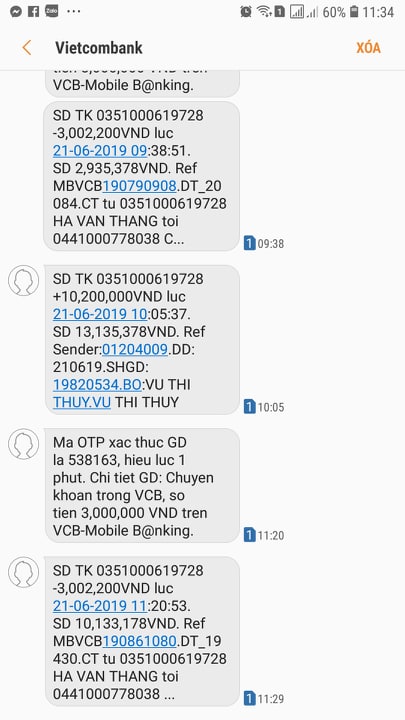 Zalo ... 1 60% 11:34
Vietcombank XÓA
VCB-Mobile B@nking.
SD TK 0351000619728
-3,002,200VND luc
21-06-2019 09:38:51.
SD 2,935,378VND. Ref
MBVCB190790908.DT_20
084.CT tu 0351000619728
HA VAN THANG toi
0441000778038 C...
1 09:38
SD TK 0351000619728
+10,200,000VND luc
21-06-2019 10:05:37.
SD 13,135,378VND. Ref
Sender:01204009.DD:
210619.SHGD:
19820534.BO:VU THI
THUY.VU THI THUY
1 10:05
Ma OTP xac thuc GD
la 538163, hieu luc 1
phut. Chi tiet GD: Chuyen
khoan trong VCB, so
tien 3,000,000 VND tren
VCB-Mobile B@nking.
1 11:20
SD TK 0351000619728
-3,002,200VND luc
21-06-2019 11:20:53.
SD 10,133,178VND. Ref
MBVCB190861080.DT_19
430.CT tu 0351000619728
HA VAN THANG toi
0441000778038 ...
1 11:29